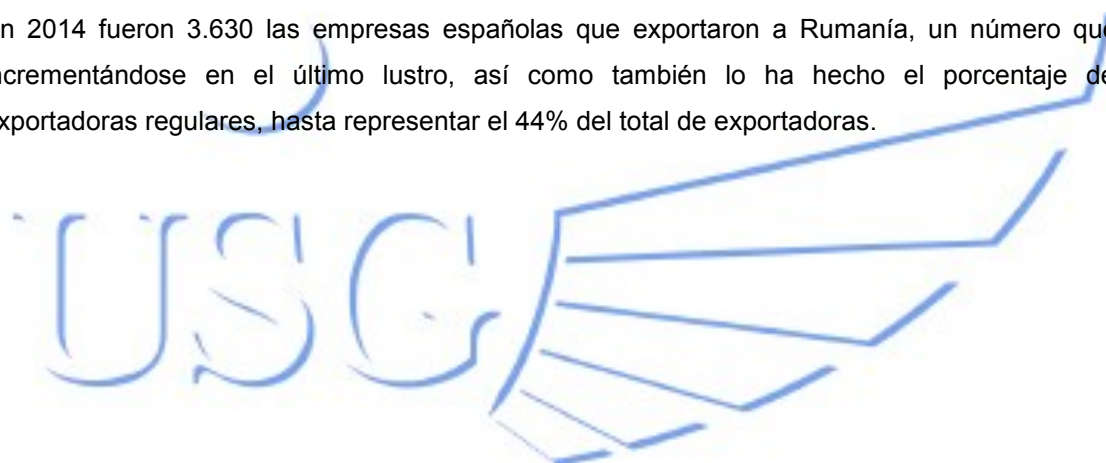 n 2014 fueron 3.630 las empresas españolas que exportaron a Rumanía, un número que
ncrementándose en el último lustro, así como también lo ha hecho el porcentaje de
xportadoras regulares, hasta representar el 44% del total de exportadoras.
USG